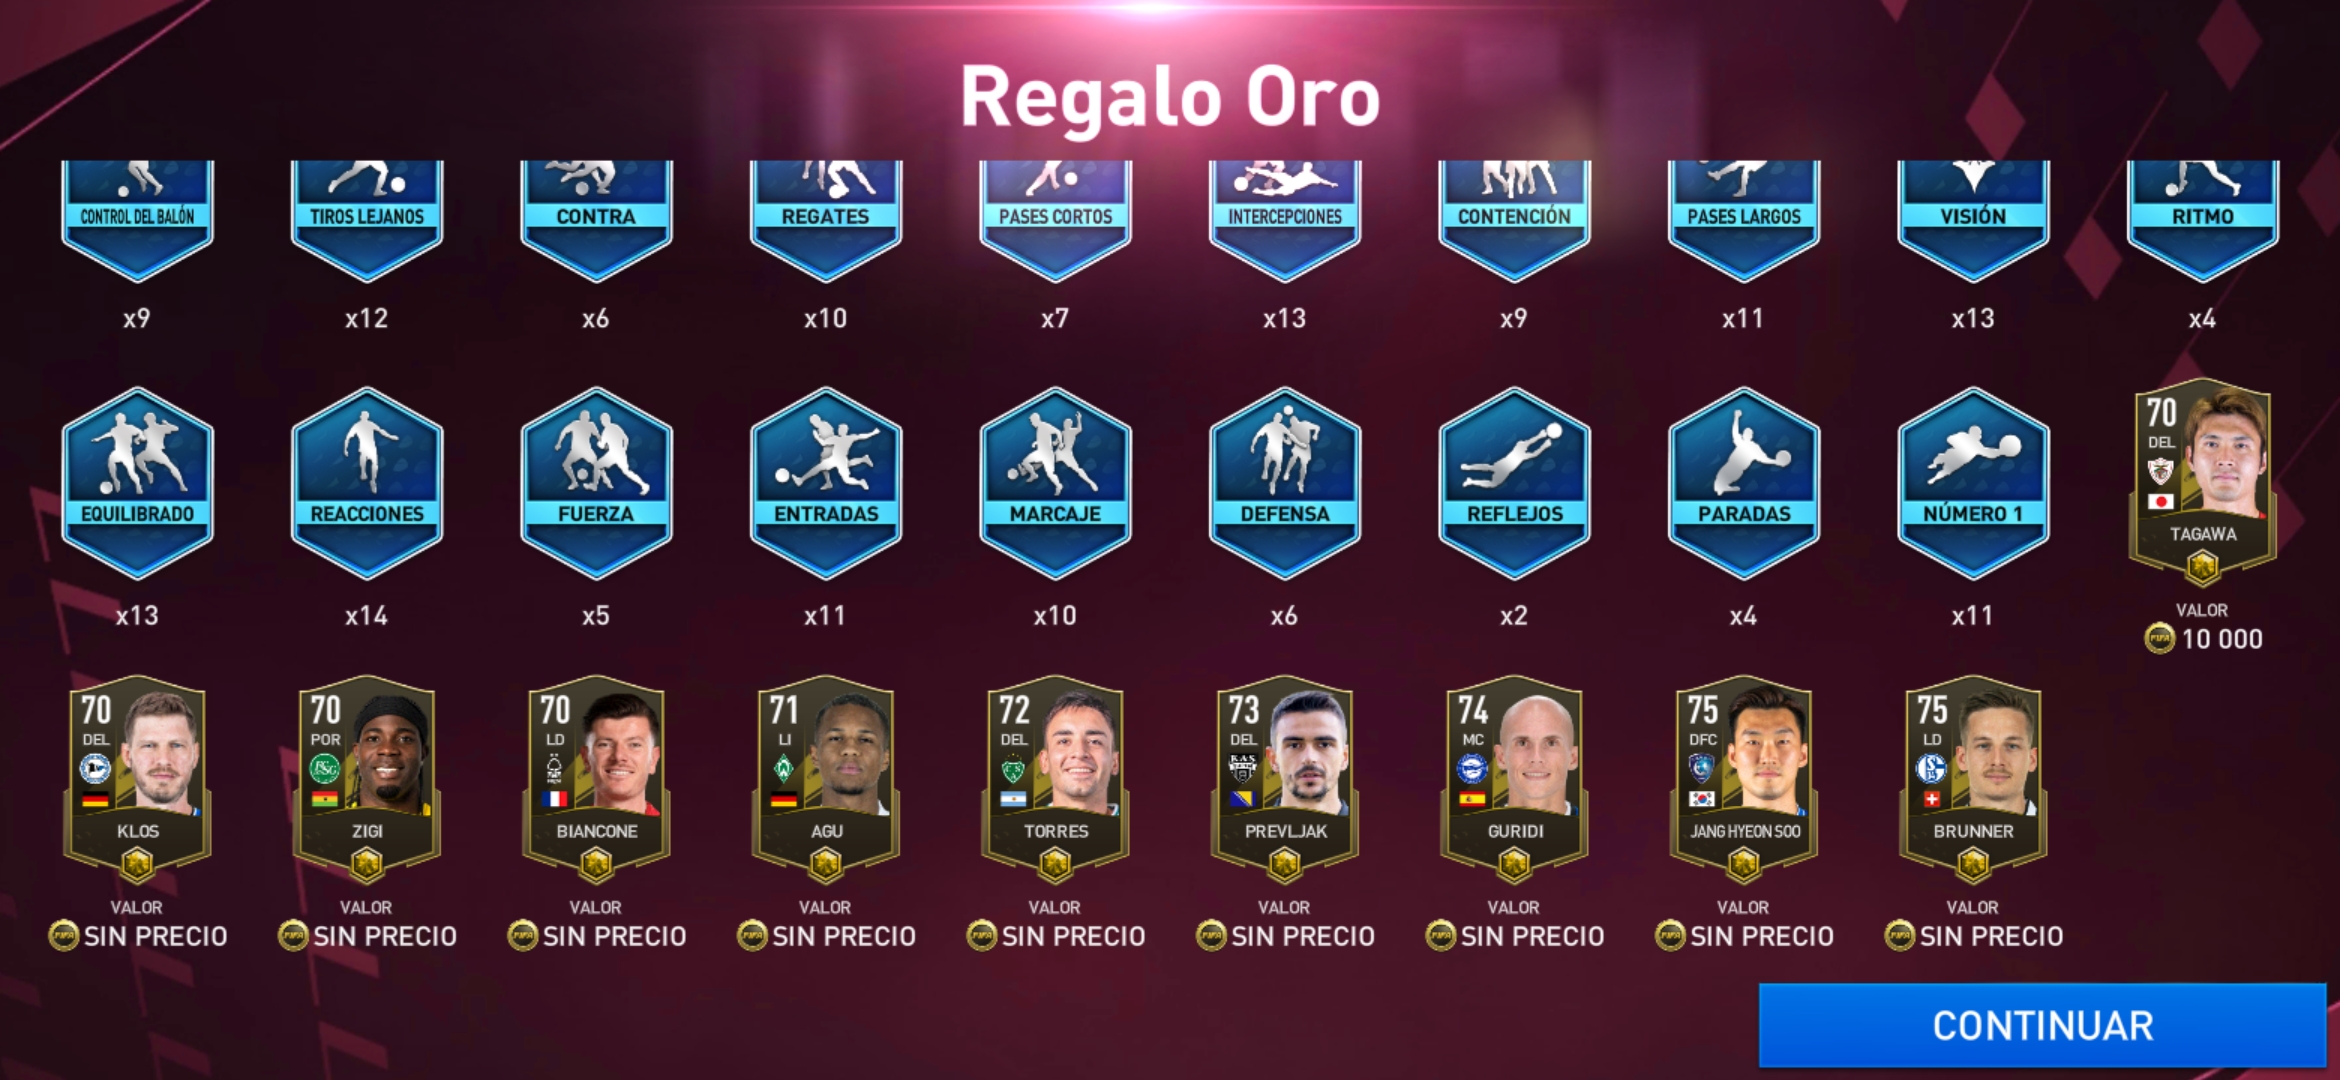 Regalo Oro
CONTROL DEL BALÓN
TIROS LEJANOS
CONTRA
REGATES
PASES CORTOS
INTERCEPCIONES
CONTENCIÓN
PASES LARGOS
VISIÓN
RITMO
x9
x12
x6
x10
x7
x13
x9
x11
x13
x4
EQUILIBRADO
REACCIONES
FUERZA
ENTRADAS
MARCAJE
DEFENSA
REFLEJOS
PARADAS
NÚMERO 1
x13
x14
x5
x11
x10
x6
x2
x4
x11
70
DEL
TAGAWA
VALOR
10 000
70
DEL
KLOS
VALOR
SIN PRECIO
70
POR
ZIGI
VALOR
SIN PRECIO
70
LD
BIANCONE
VALOR
SIN PRECIO
71
LI
AGU
VALOR
SIN PRECIO
72
DEL
TORRES
VALOR
SIN PRECIO
73
DEL
KAS
PREVLJAK
VALOR
SIN PRECIO
74
MC
GURIDI
VALOR
SIN PRECIO
75
DFC
JANG HYEON SOO
VALOR
SIN PRECIO
75
LD
BRUNNER
VALOR
SIN PRECIO
CONTINUAR